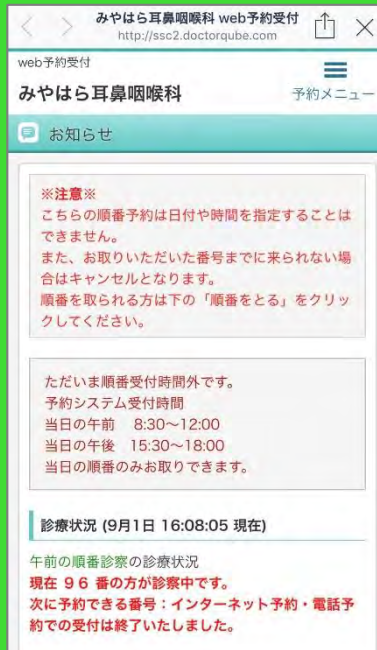 みやはら耳鼻咽喉科 web予約受付
http://ssc2.doctorqube.com
web予約受付
みやはら耳鼻咽喉科
予約メニュー
お知らせ
※注意※
こちらの順番予約は日付や時間を指定することは
できません。
また、お取りいただいた番号までに来られない場
合はキャンセルとなります。
順番を取られる方は下の「順番をとる」をクリッ
クしてください。
ただいま順番受付時間外です。
予約システム受付時間
当日の午前 8:30〜12:00
当日の午後 15:30〜18:00
当日の順番のみお取りできます。
診療状況 (9月1日 16:08:05 現在)
午前の順番診察の診療状況
現在 96 番の方が診察中です。
次に予約できる番号：インターネット予約・電話予
約での受付は終了いたしました。